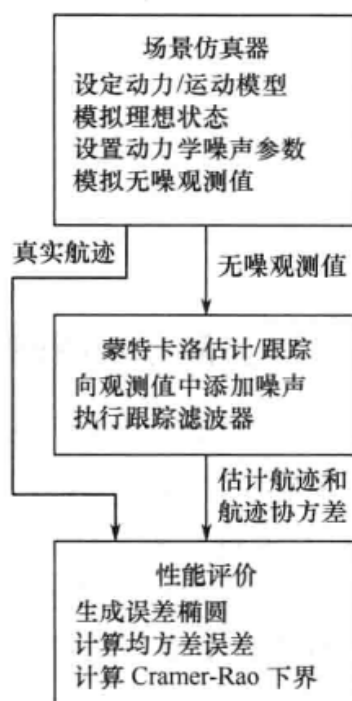 场景仿真器
设定动力/运动模型
模拟理想状态
设置动力学噪声参数
模拟无噪观测值
真实航迹
无噪观测值
蒙特卡洛估计/跟踪
向观测值中添加噪声
执行跟踪滤波器
估计航迹和
航迹协方差
性能评价
生成误差椭圆
计算均方差误差
计算 Cramer-Rao 下界